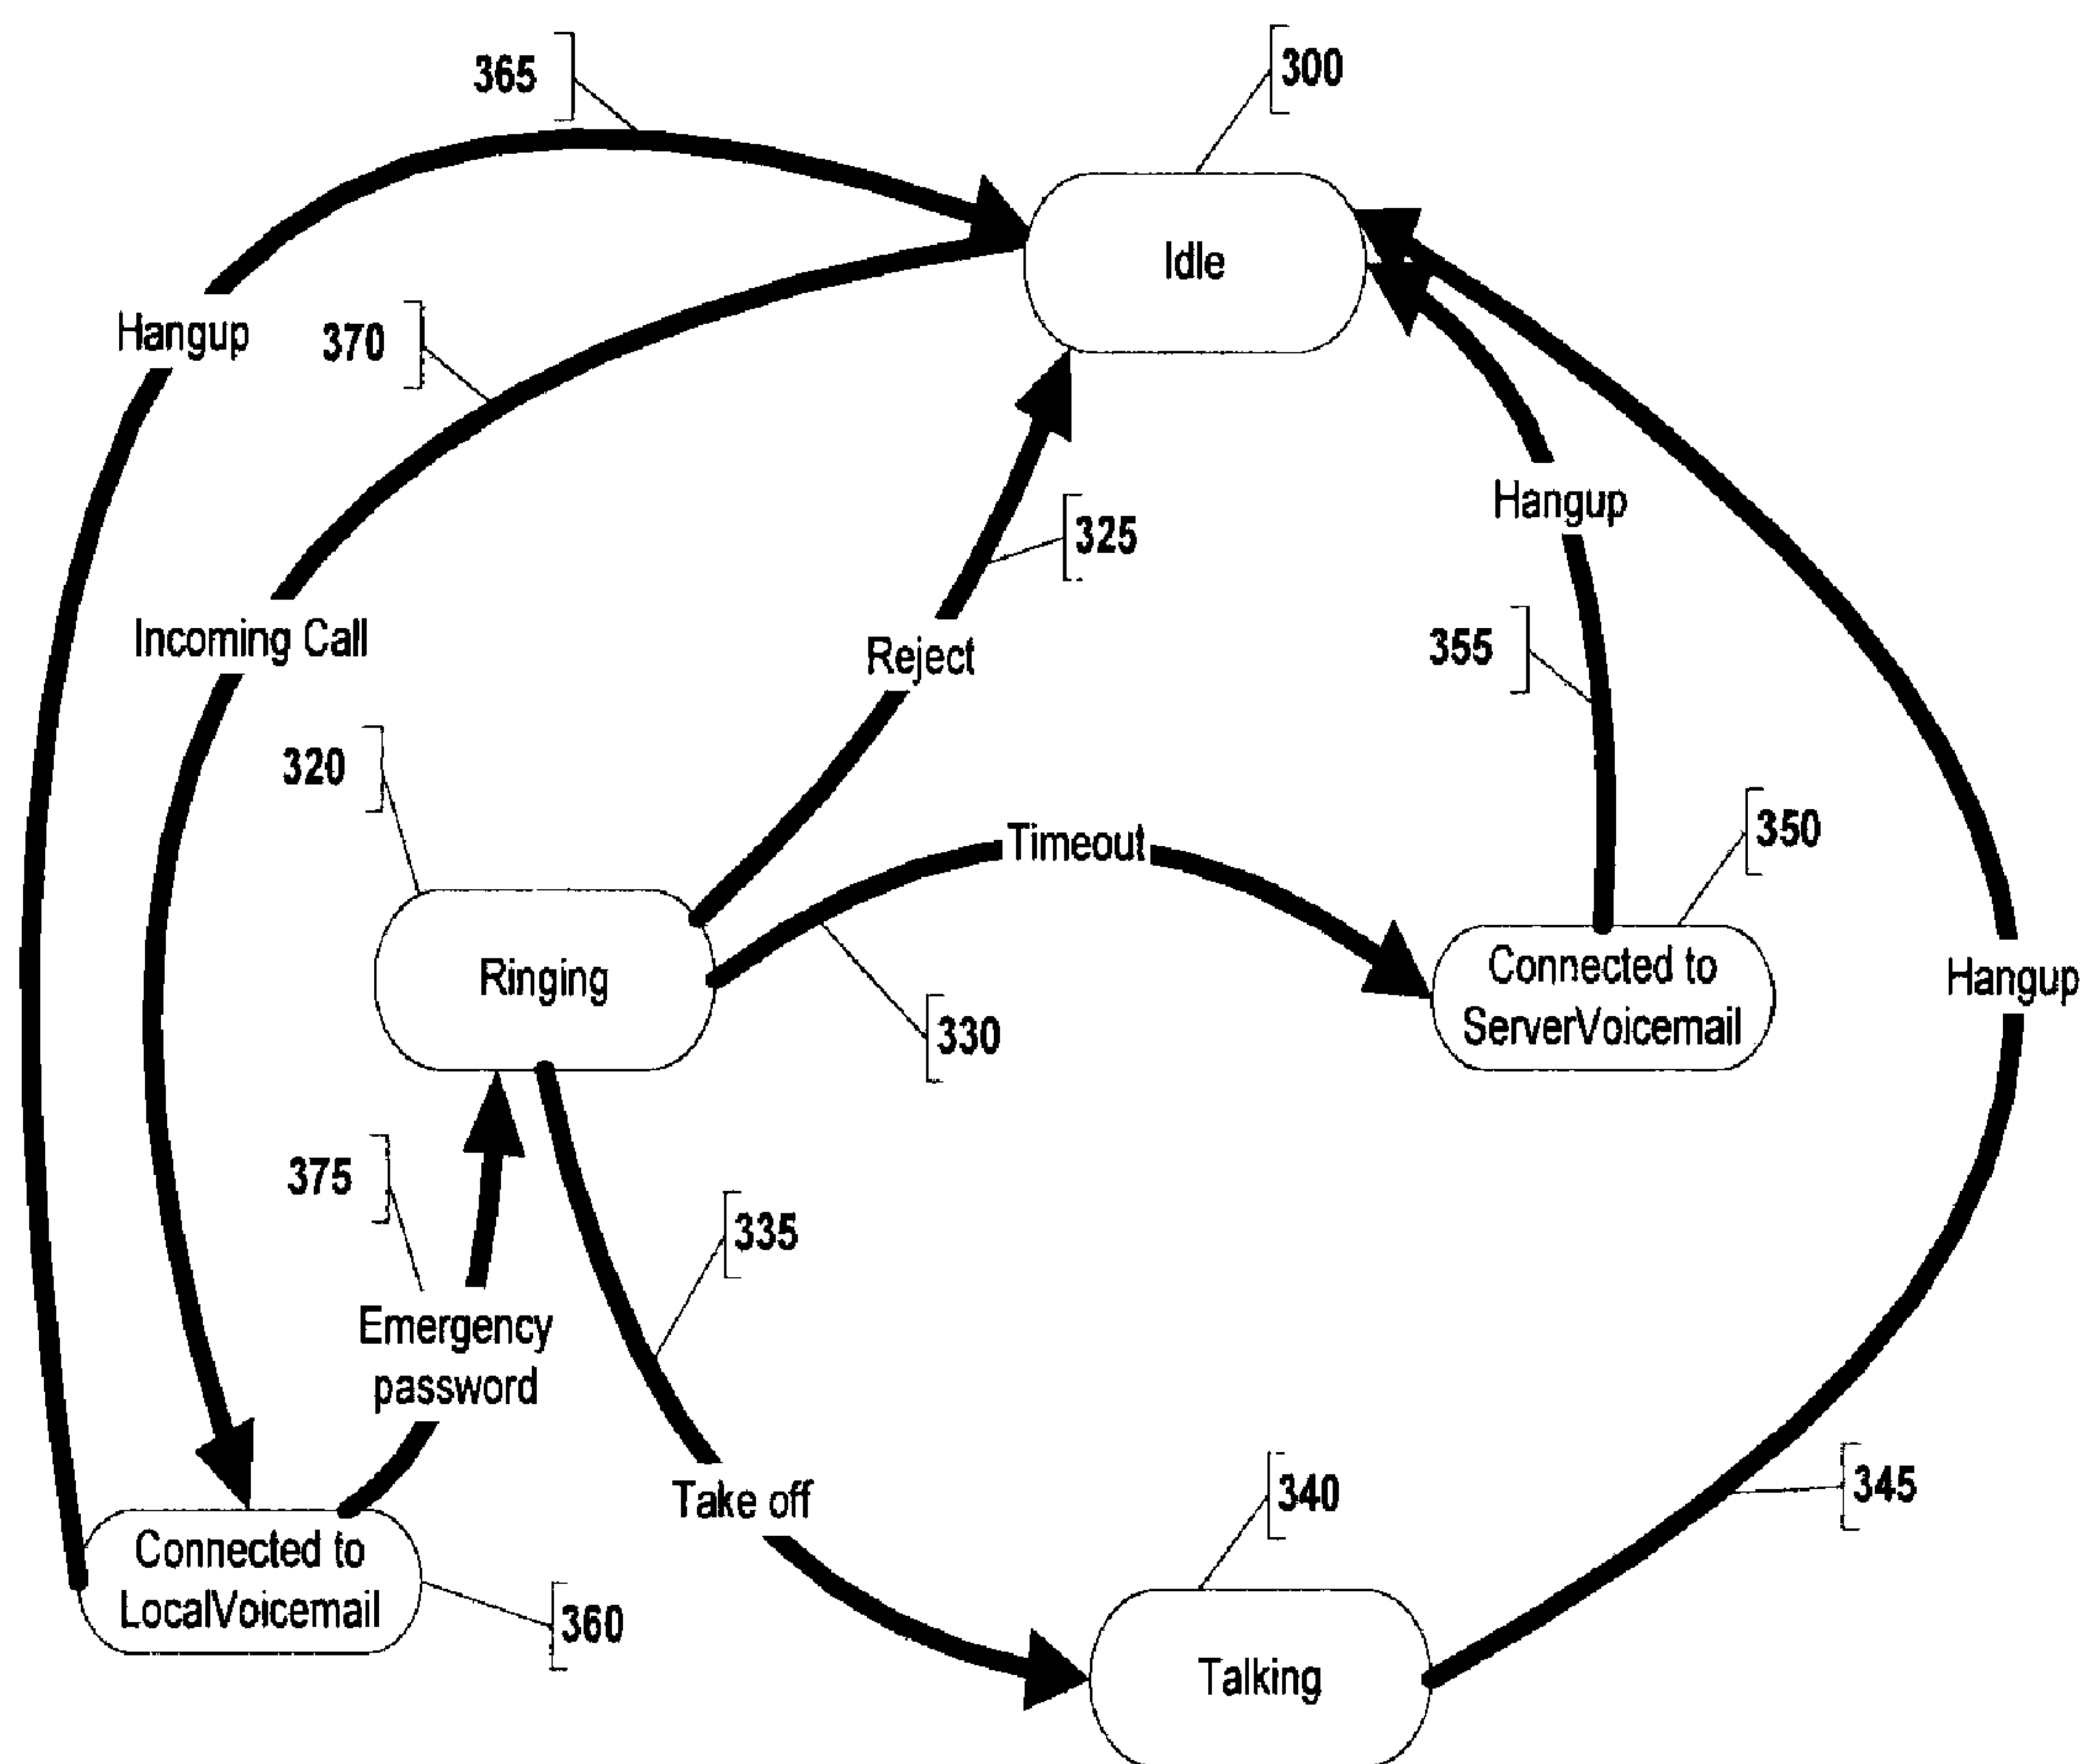 365
300
Idle
Hangup
370
Hangup
325
Incoming Call
Reject
355
320
350
Timeout
Ringing
Connected to
ServerVoicemail
Hangup
330
375
335
Emergency
password
Take off
340
345
Connected to
LocalVoicemail
360
Talking